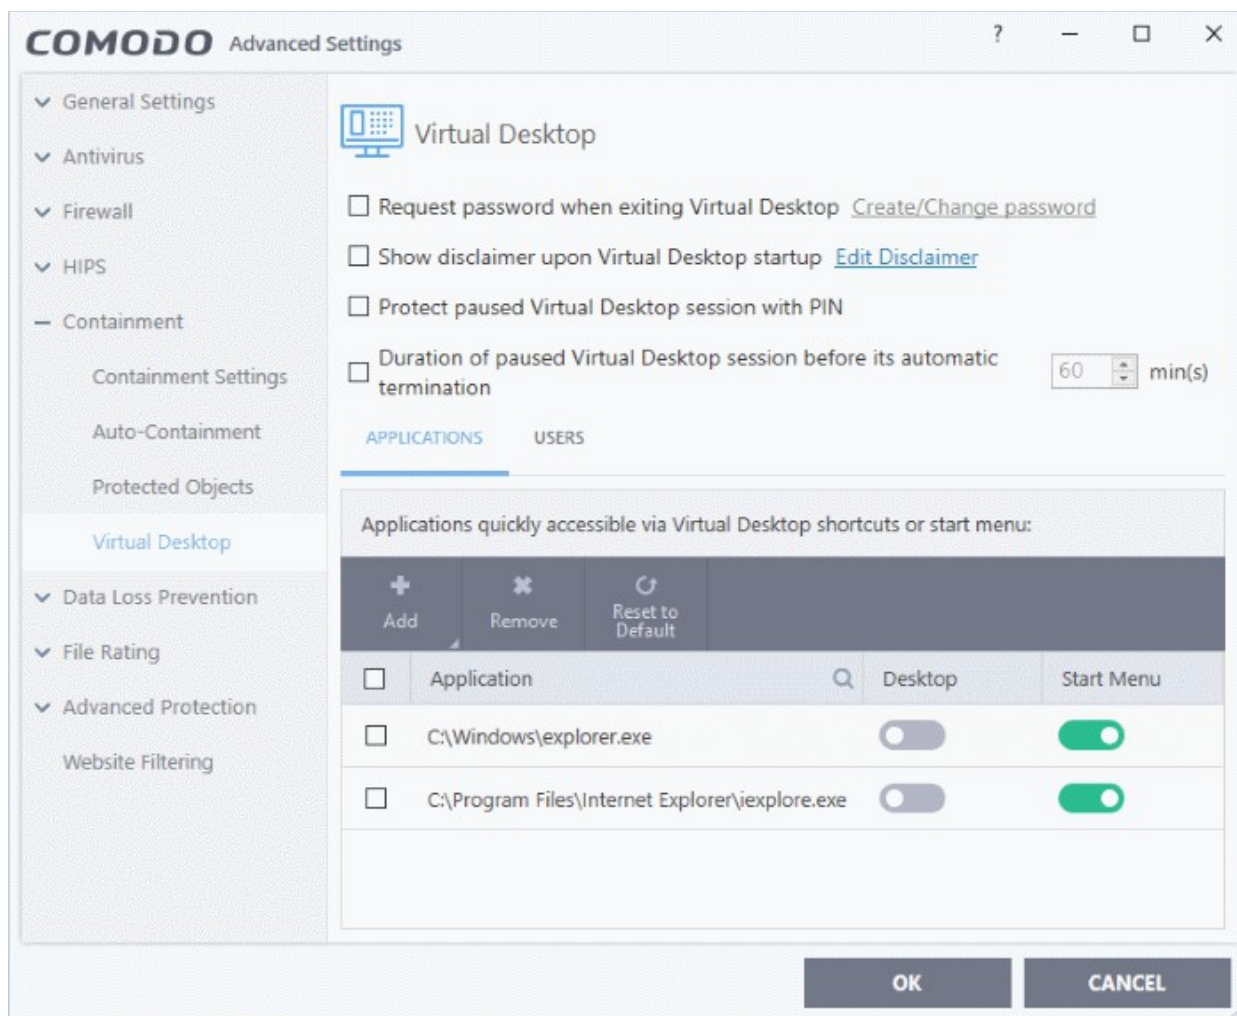 COMODO Advanced Settings
?
General Settings
Antivirus
Firewall
HIPS
Containment
Containment Settings
Auto-Containment
Protected Objects
Virtual Desktop
Data Loss Prevention
File Rating
Advanced Protection
Website Filtering
Virtual Desktop
Request password when exiting Virtual Desktop Create/Change password
Show disclaimer upon Virtual Desktop startup Edit Disclaimer
Protect paused Virtual Desktop session with PIN
Duration of paused Virtual Desktop session before its automatic
termination
60 min(s)
APPLICATIONS USERS
Applications quickly accessible via Virtual Desktop shortcuts or start menu:
Add Remove Reset to
Default
Application Desktop Start Menu
C:\Windows\explorer.exe
C:\Program Files\Internet Explorer\iexplore.exe
OK CANCEL